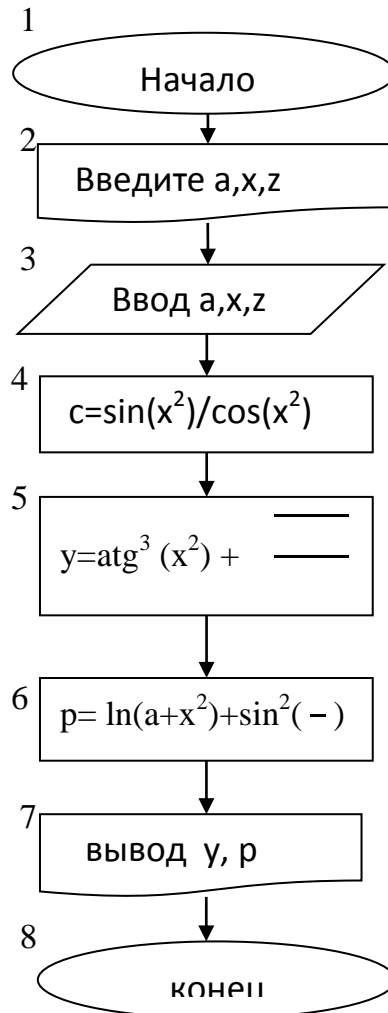 1
Начало
2
Введите a,x,z
3
Ввод a,x,z
4
c=sin(x²)/cos(x²)
5
y=atg³ (x²) +
6
p= ln(a+x²)+sin²( – )
7
вывод y, p
8
конец